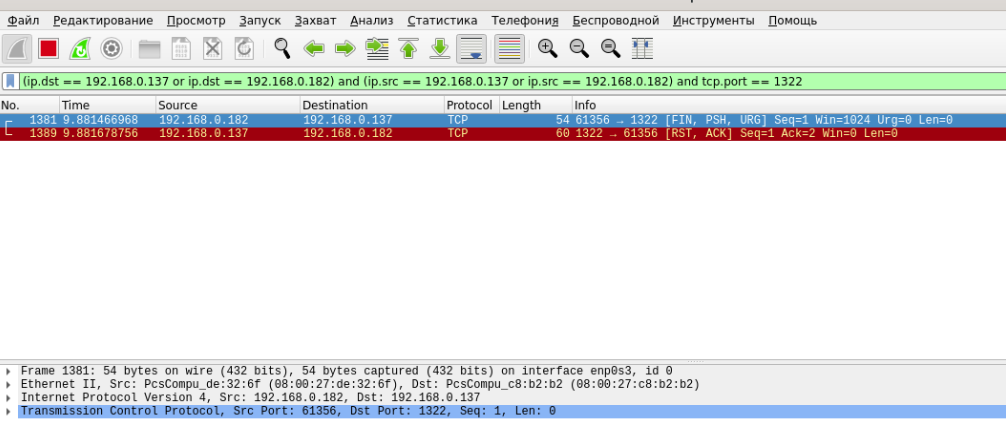 Файл Редактирование Просмотр Запуск Захват Анализ Статистика Телефония Беспроводной Инструменты Помощь
(ip.dst == 192.168.0.137 or ip.dst == 192.168.0.182) and (ip.src == 192.168.0.137 or ip.src == 192.168.0.182) and tcp.port == 1322
No. Time Source Destination Protocol Length Info
1381 9.881466968 192.168.0.182 192.168.0.137 TCP 54 61356 → 1322 [FIN, PSH, URG] Seq=1 Win=1024 Urg=0 Len=0
1389 9.881678756 192.168.0.137 192.168.0.182 TCP 60 1322 → 61356 [RST, ACK] Seq=1 Ack=2 Win=0 Len=0
Frame 1381: 54 bytes on wire (432 bits), 54 bytes captured (432 bits) on interface enp0s3, id 0
Ethernet II, Src: PcsCompu_de:32:6f (08:00:27:de:32:6f), Dst: PcsCompu_c8:b2:b2 (08:00:27:c8:b2:b2)
Internet Protocol Version 4, Src: 192.168.0.182, Dst: 192.168.0.137
Transmission Control Protocol, Src Port: 61356, Dst Port: 1322, Seq: 1, Len: 0